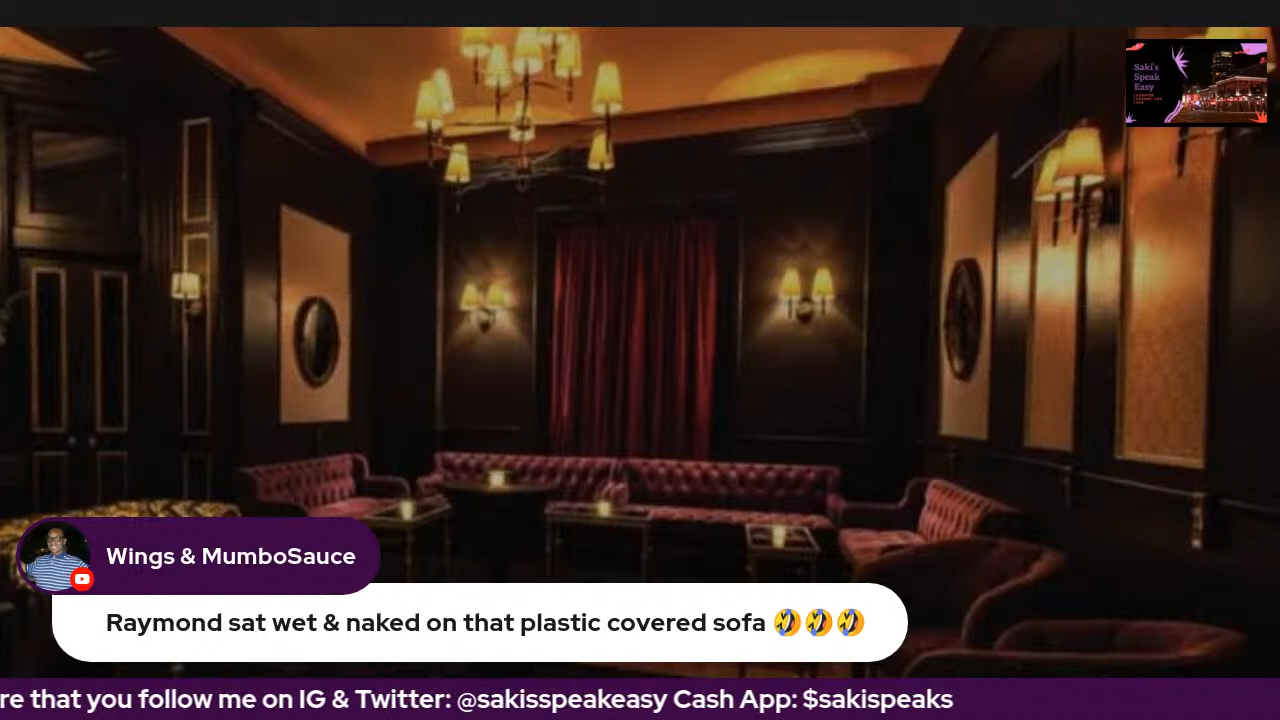 Saki's
Speak
Easy
Wings & MumboSauce
Raymond sat wet & naked on that plastic covered sofa 🤣🤣🤣
re that you follow me on IG & Twitter: @sakisspeakeasy Cash App: $sakispeaks